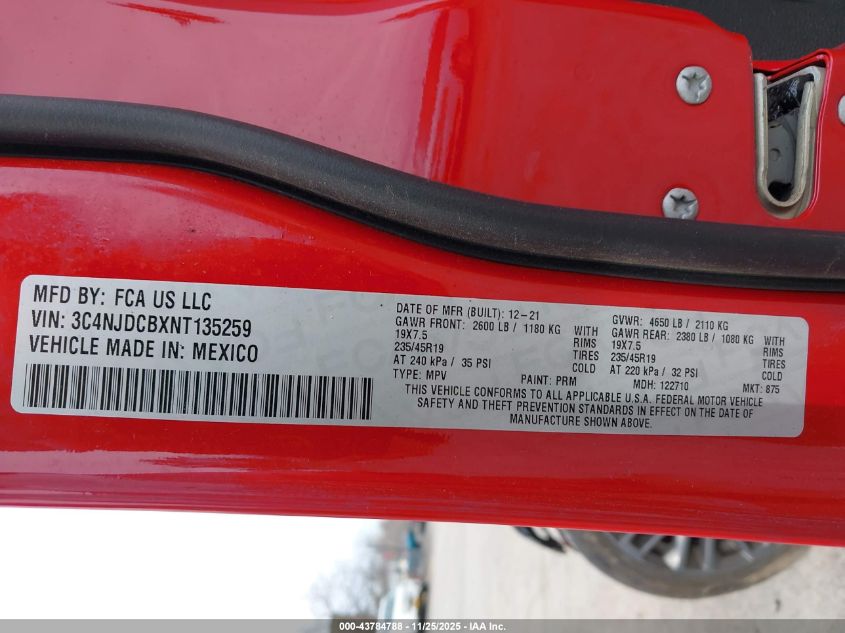 MFD BY: FCA US LLC
VIN: 3C4NJDCBXNT135259
VEHICLE MADE IN: MEXICO
DATE OF MFR (BUILT): 12-21
GAWR FRONT: 2600 LB / 1180 KG WITH
19X7.5 RIMS
235/45R19 TIRES
AT 240 kPa / 35 PSI COLD
TYPE: MPV PAINT: PRM
GVWR: 4650 LB / 2110 KG
GAWR REAR: 2380 LB / 1080 KG WITH
19X7.5 RIMS
235/45R19 TIRES
AT 220 kPa / 32 PSI COLD
MDH: 122710 MKT: 875
THIS VEHICLE CONFORMS TO ALL APPLICABLE U.S.A. FEDERAL MOTOR VEHICLE
SAFETY AND THEFT PREVENTION STANDARDS IN EFFECT ON THE DATE OF
MANUFACTURE SHOWN ABOVE.
000-43784788 - 11/25/2025 - IAA Inc.